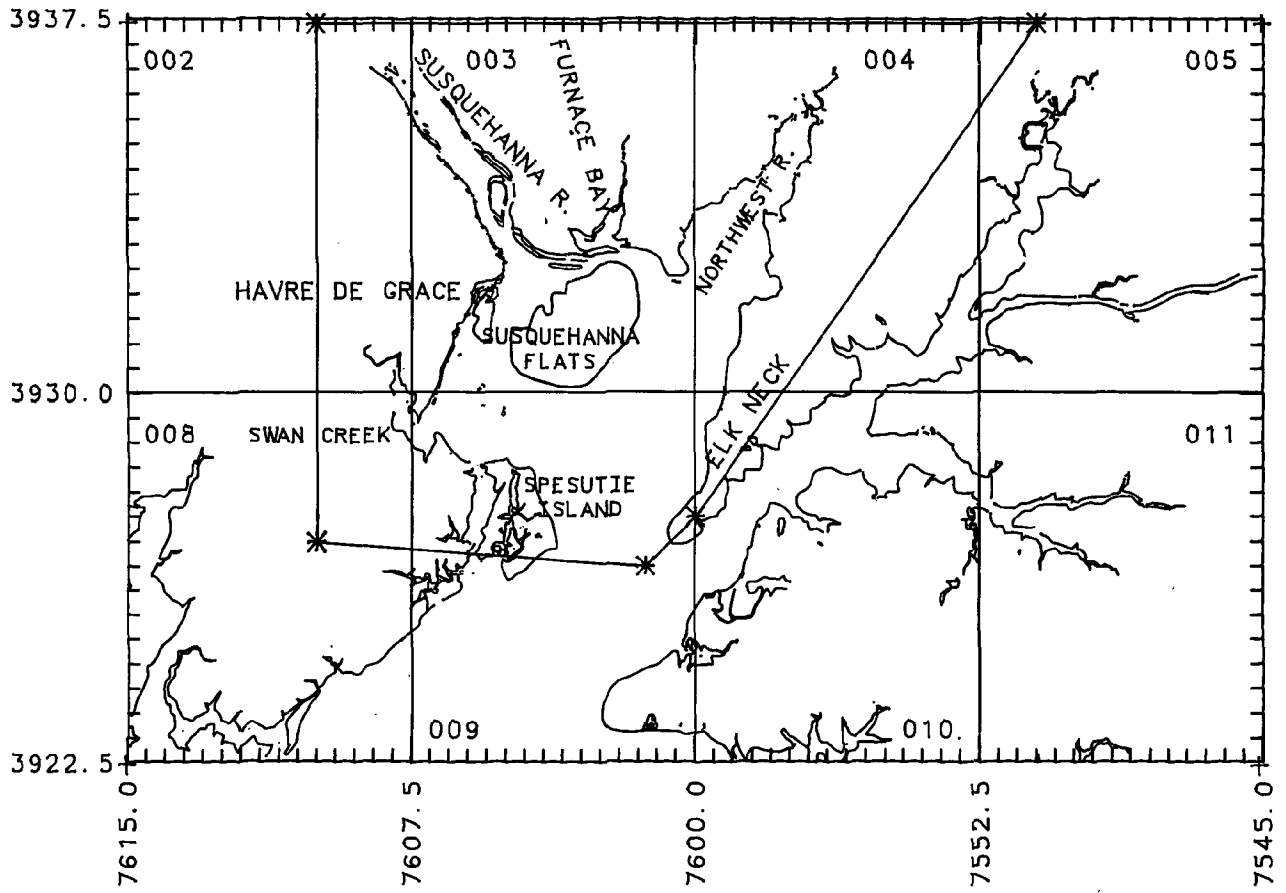 3937.5
002
003
004
005
SUSQUEHANNA R.
FURNACE BAY
NORTHWEST R.
HAVRE DE GRACE
SUSQUEHANNA
FLATS
3930.0
ELK NECK
008
SWAN CREEK
011
SPESUTIE
ISLAND
009
010.
3922.5
7615.0
7607.5
7600.0
7552.5
7545.0